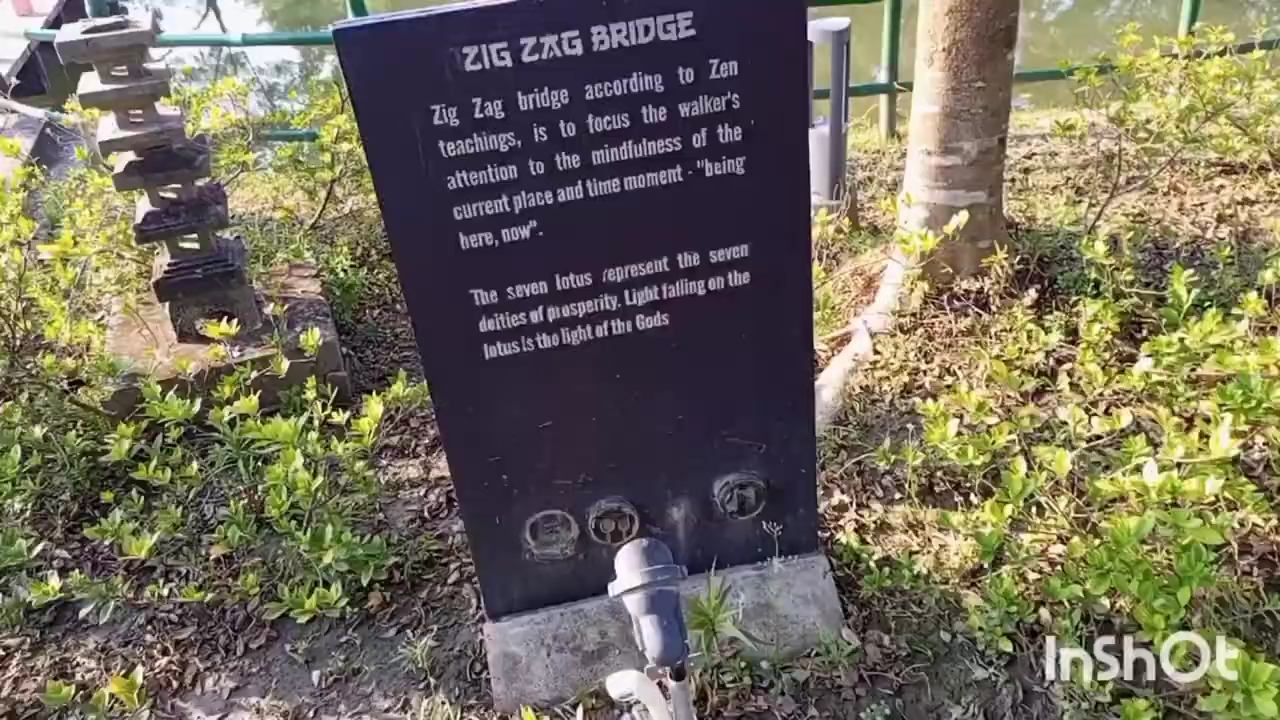 ZIG ZAG BRIDGE
Zig Zag bridge according to Zen
teachings, is to focus the walker's
attention to the mindfulness of the
current place and time moment - "being
here, now".
The seven lotus represent the seven
deities of prosperity. Light falling on the
lotus is the light of the Gods
InShOt